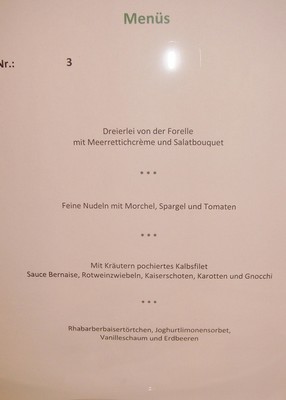 Menüs
Nr.: 3
Dreierlei von der Forelle
mit Meerrettichcrème und Salatbouquet
***
Feine Nudeln mit Morchel, Spargel und Tomaten
***
Mit Kräutern pochiertes Kalbsfilet
Sauce Bernaise, Rotweinzwiebeln, Kaiserschoten, Karotten und Gnocchi
***
Rhabarberbaisertörtchen, Joghurtlimonensorbet,
Vanilleschaum und Erdbeeren